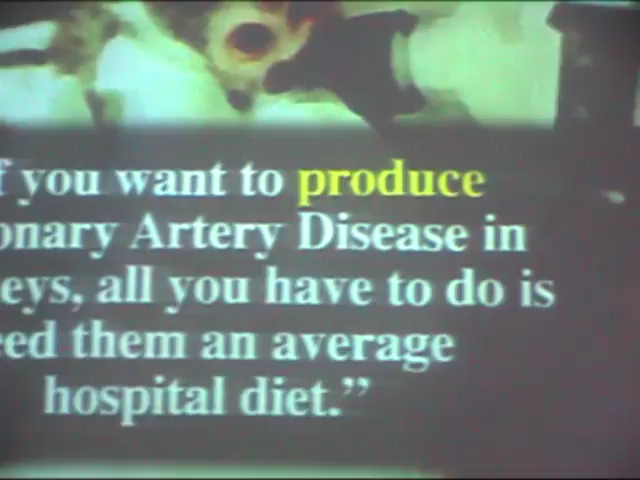 f you want to produce
onary Artery Disease in
eys, all you have to do is
eed them an average
hospital diet.”